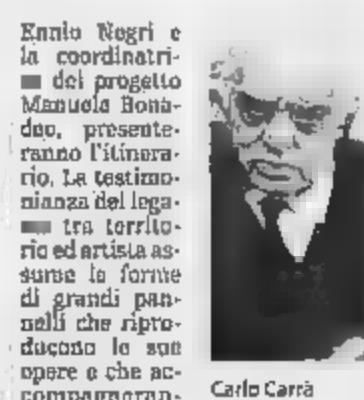 Ennio Negri e
la coordinatri-
del progetto
Manuela Bona-
deo, presente-
ranno l'itinera-
rio. La testimo-
nianza del lega-
tra territo-
rio ed artista as-
sume le forme
di grandi pan-
nelli che ripro-
ducono le sue
opere e che ac-
compagneran-
Carlo Carrà